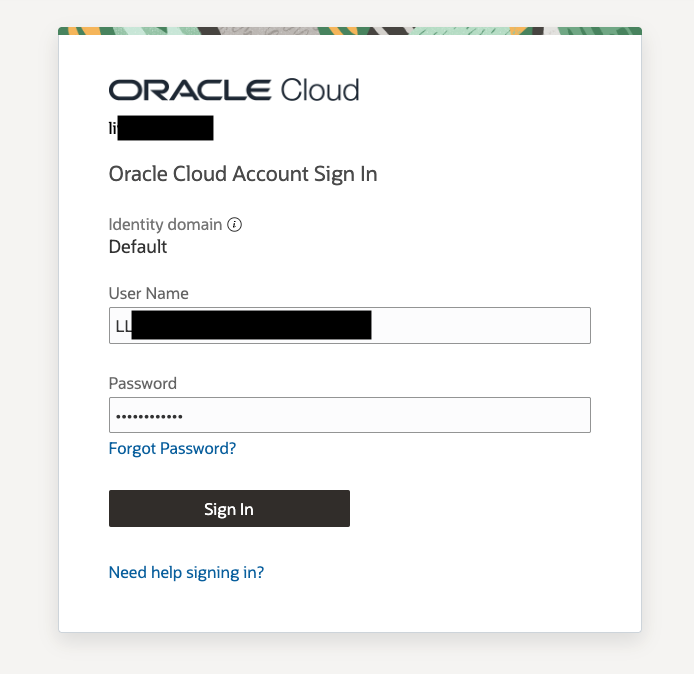 ORACLE Cloud
li
Oracle Cloud Account Sign In
Identity domain
Default
User Name
LL
Password
••••••••••••
Forgot Password?
Sign In
Need help signing in?